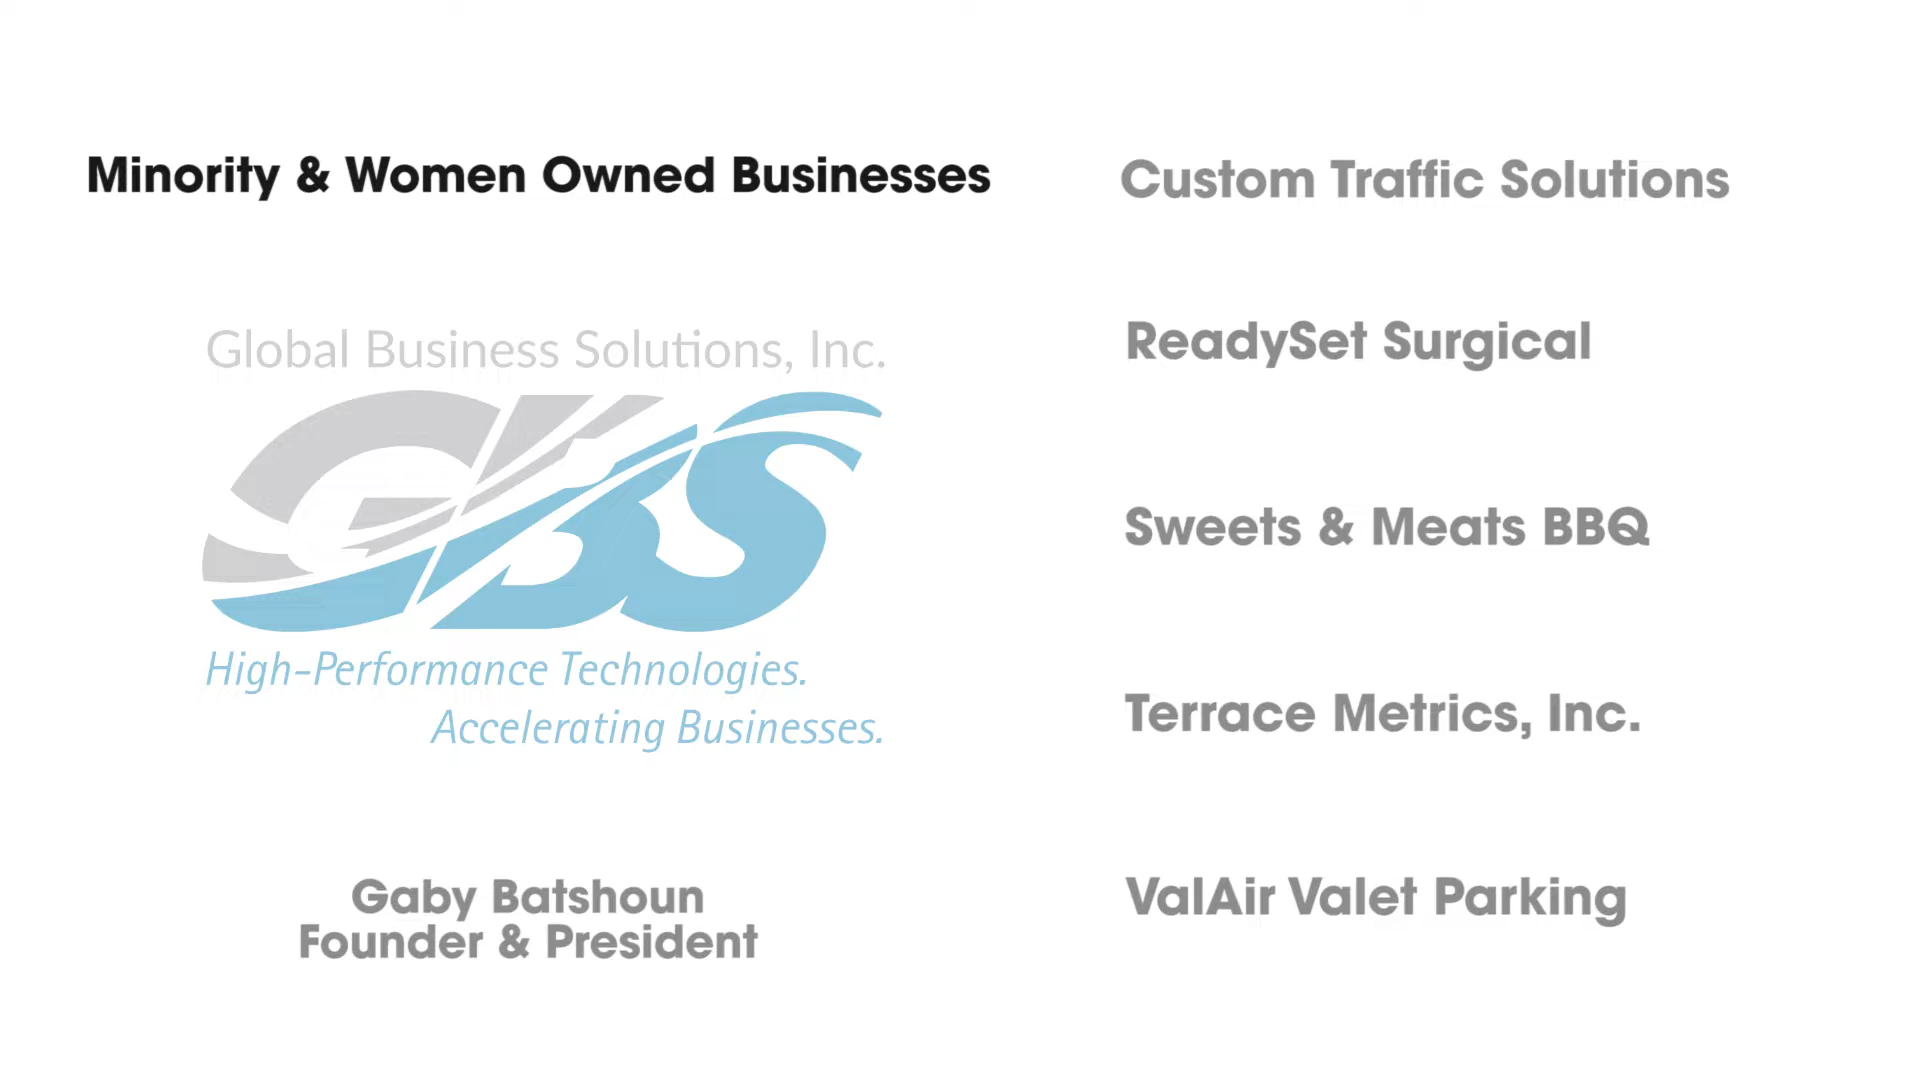 Minority & Women Owned Businesses
Global Business Solutions, Inc.
GBS
High-Performance Technologies.
Accelerating Businesses.
Gaby Batshoun
Founder & President
Custom Traffic Solutions
ReadySet Surgical
Sweets & Meats BBQ
Terrace Metrics, Inc.
ValAir Valet Parking